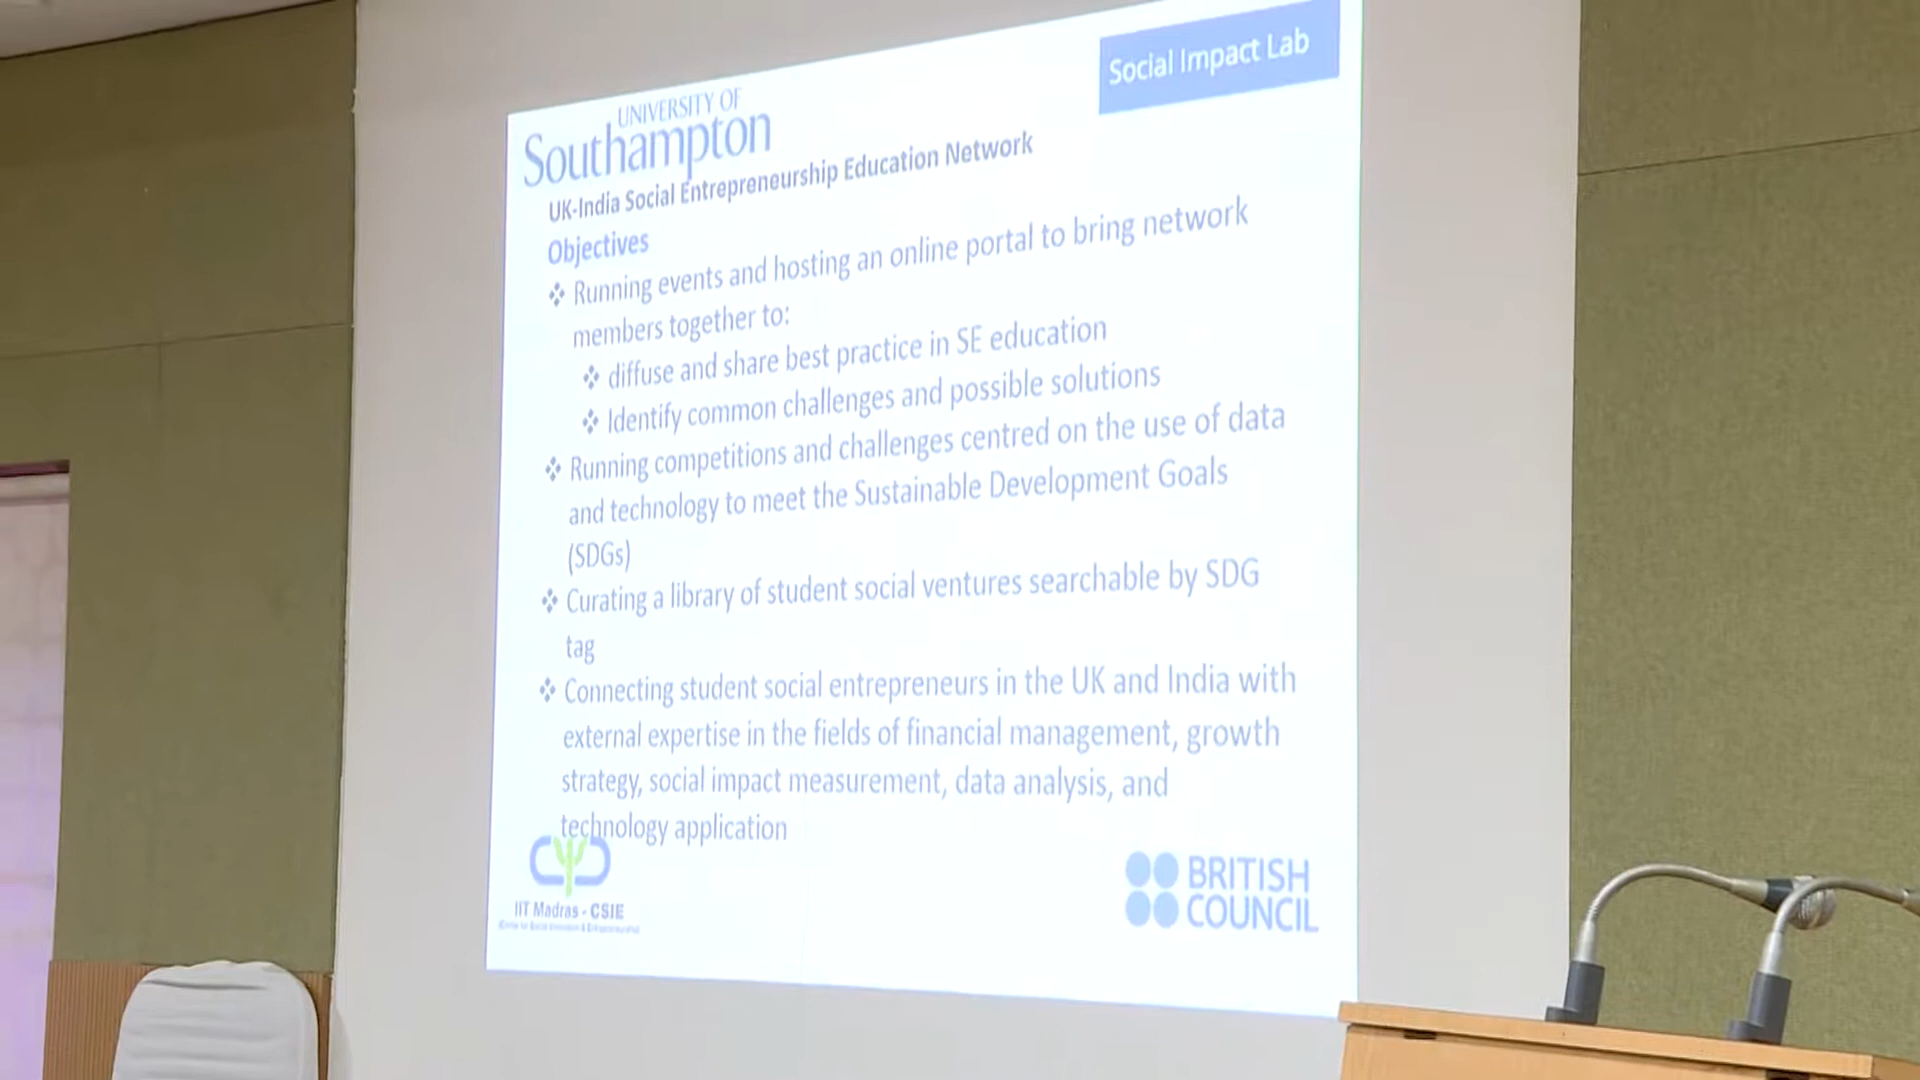 Social Impact Lab
UNIVERSITY OF
Southampton
UK-India Social Entrepreneurship Education Network
Objectives
❖ Running events and hosting an online portal to bring network
members together to:
❖ diffuse and share best practice in SE education
❖ Identify common challenges and possible solutions
❖ Running competitions and challenges centred on the use of data
and technology to meet the Sustainable Development Goals
(SDGs)
❖ Curating a library of student social ventures searchable by SDG
tag
❖ Connecting student social entrepreneurs in the UK and India with
external expertise in the fields of financial management, growth
strategy, social impact measurement, data analysis, and
technology application
IIT Madras - CSIE
(Centre for Social Innovation & Entrepreneurship)
BRITISH
COUNCIL